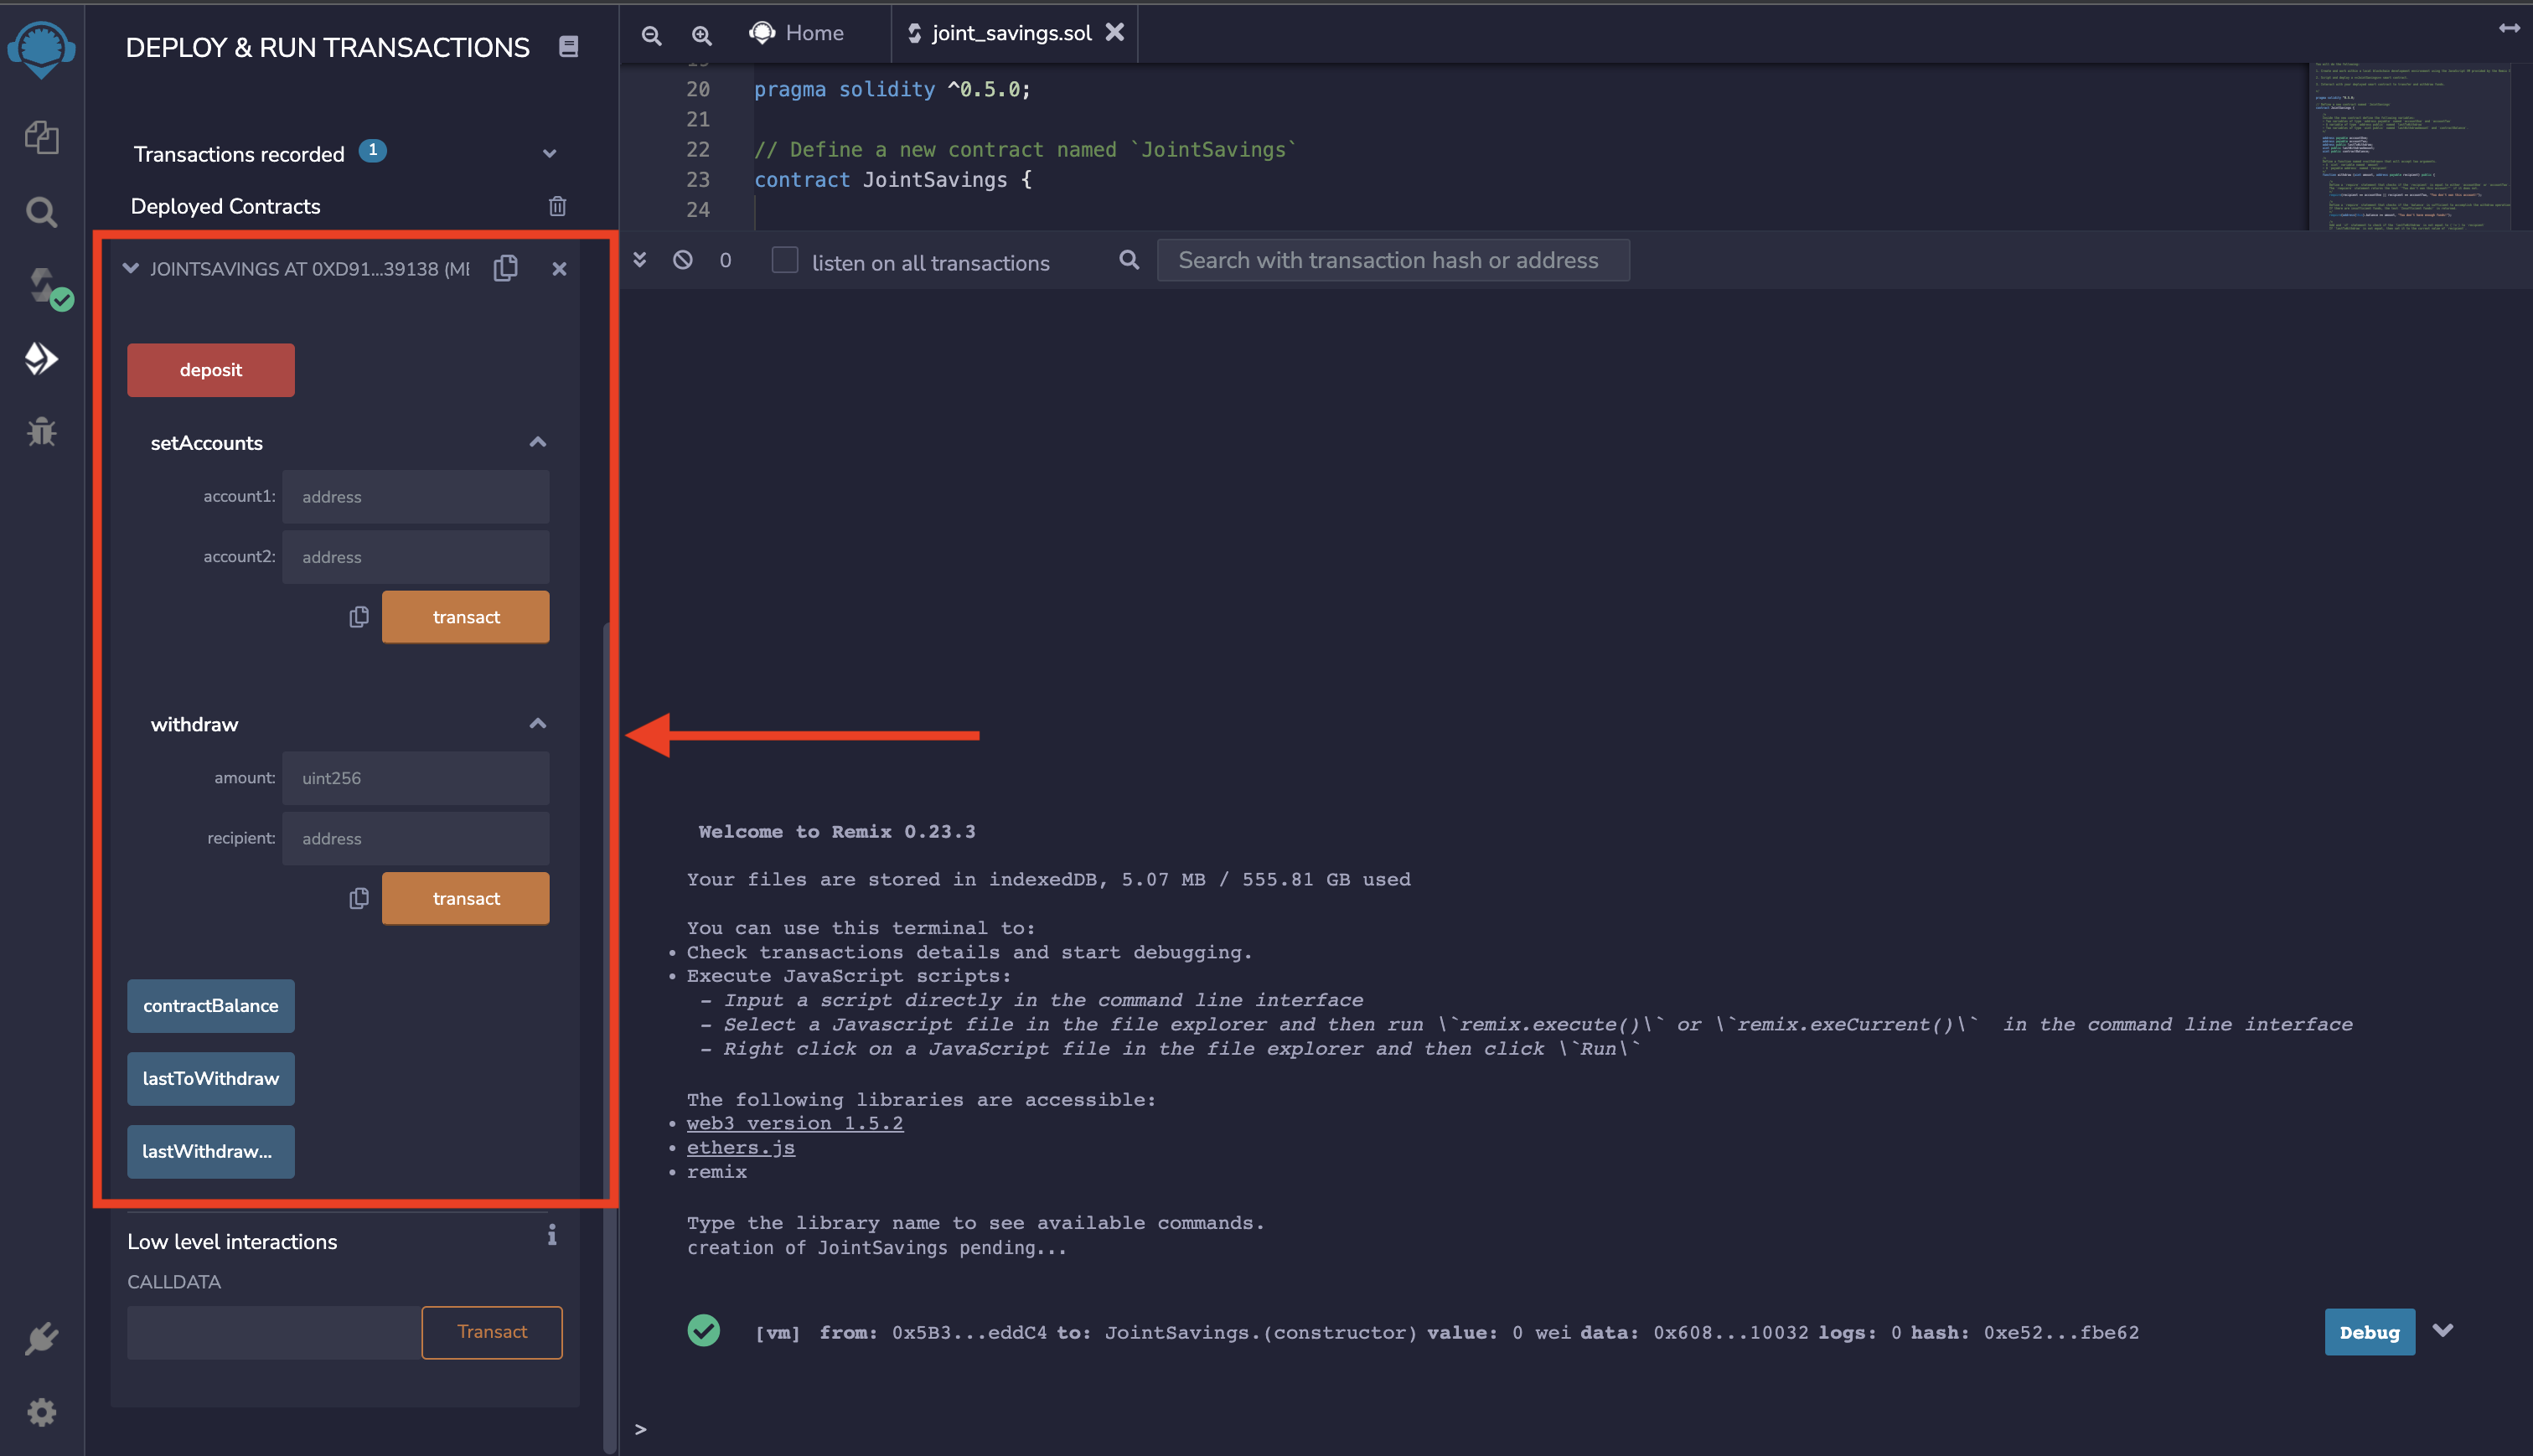 DEPLOY & RUN TRANSACTIONS
Transactions recorded 1
Deployed Contracts
JOINTSAVINGS AT 0XD91...39138 (ME
deposit
setAccounts
account1: address
account2: address
transact
withdraw
amount: uint256
recipient: address
transact
contractBalance
lastToWithdraw
lastWithdraw...
Low level interactions
CALLDATA
Transact
Home
joint_savings.sol
20 pragma solidity ^0.5.0;
21
22 // Define a new contract named `JointSavings`
23 contract JointSavings {
24
0 listen on all transactions Search with transaction hash or address
Welcome to Remix 0.23.3
Your files are stored in indexedDB, 5.07 MB / 555.81 GB used
You can use this terminal to:
• Check transactions details and start debugging.
• Execute JavaScript scripts:
- Input a script directly in the command line interface
- Select a Javascript file in the file explorer and then run \`remix.execute()\` or \`remix.exeCurrent()\` in the command line interface
- Right click on a JavaScript file in the file explorer and then click \`Run\`
The following libraries are accessible:
• web3 version 1.5.2
• ethers.js
• remix
Type the library name to see available commands.
creation of JointSavings pending...
[vm] from: 0x5B3...eddC4 to: JointSavings.(constructor) value: 0 wei data: 0x608...10032 logs: 0 hash: 0xe52...fbe62
Debug
>